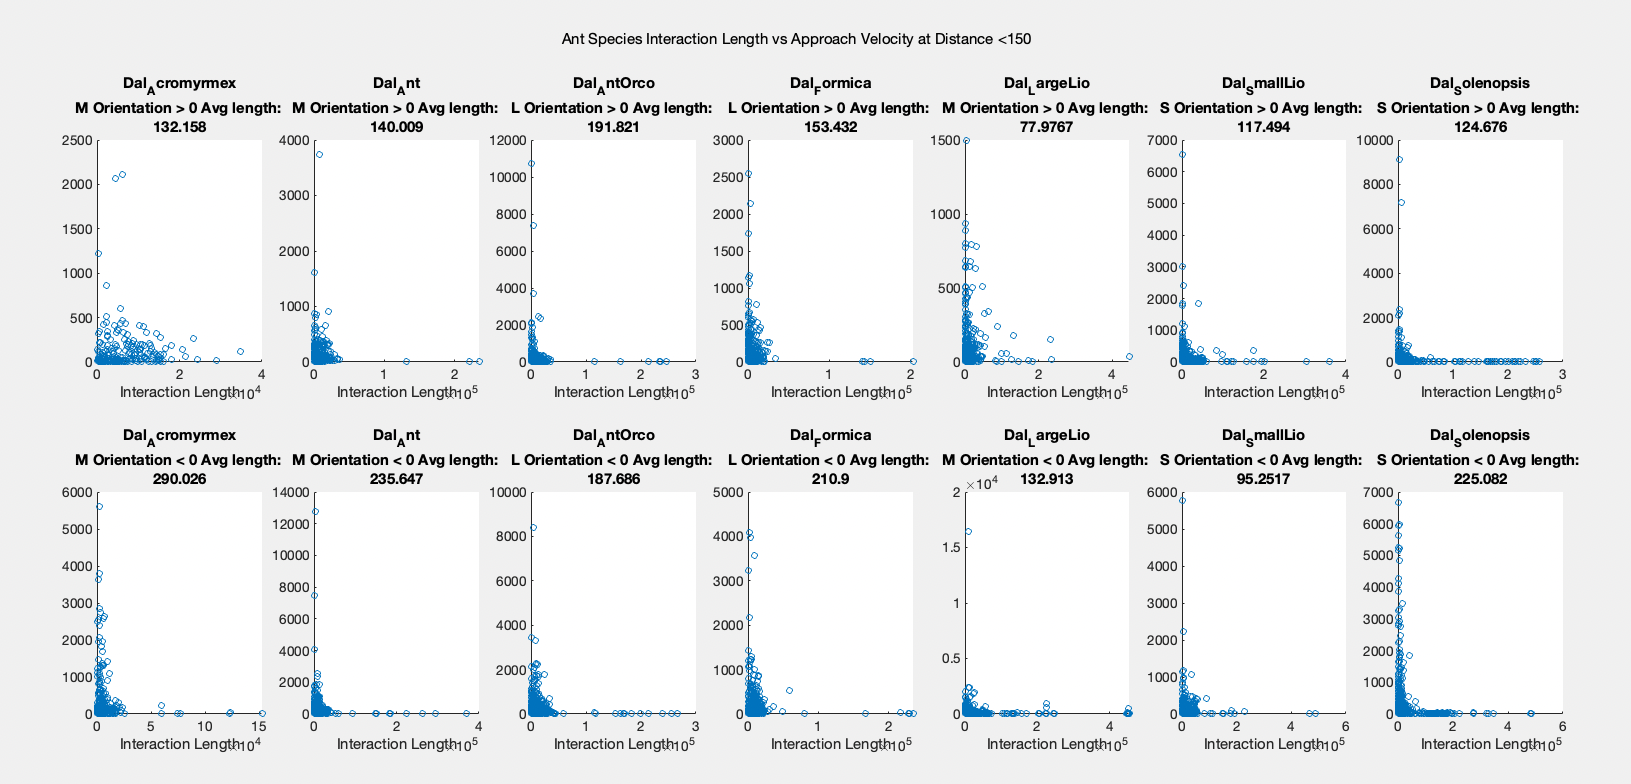 Ant Species Interaction Length vs Approach Velocity at Distance <150
Dal_Acromyrmex Dal_Ant Dal_AntOrco Dal_Formica Dal_LargeLio Dal_SmallLio Dal_Solenopsis
M Orientation > 0 Avg length: M Orientation > 0 Avg length: L Orientation > 0 Avg length: L Orientation > 0 Avg length: M Orientation > 0 Avg length: S Orientation > 0 Avg length: S Orientation > 0 Avg length:
132.158 140.009 191.821 153.432 77.9767 117.494 124.676
2500 4000 12000 3000 1500 7000 10000
2000 3000 10000 2500 1000 6000 8000
1500 2000 8000 2000 500 5000 6000
1000 1000 6000 1500 0 4000 4000
500 0 4000 1000 3000 2000
0 2000 500 2000 0
0 0 1000
0
0 2 4 0 1 2 0 1 2 3 0 1 2 0 2 4 0 2 4 0 1 2 3
Interaction Length ×10^4 Interaction Length ×10^5 Interaction Length ×10^5 Interaction Length ×10^5 Interaction Length ×10^5 Interaction Length ×10^5 Interaction Length ×10^5
Dal_Acromyrmex Dal_Ant Dal_AntOrco Dal_Formica Dal_LargeLio Dal_SmallLio Dal_Solenopsis
M Orientation < 0 Avg length: M Orientation < 0 Avg length: L Orientation < 0 Avg length: L Orientation < 0 Avg length: M Orientation < 0 Avg length: S Orientation < 0 Avg length: S Orientation < 0 Avg length:
290.026 235.647 187.686 210.9 132.913 95.2517 225.082
6000 14000 10000 5000 2 ×10^4 6000 7000
5000 12000 8000 4000 1.5 5000 6000
4000 10000 6000 3000 1 4000 5000
3000 8000 4000 2000 0.5 3000 4000
2000 6000 2000 1000 0 2000 3000
1000 4000 0 0 1000 2000
0 2000 0 1000
0 0
0 5 10 15 0 2 4 0 1 2 3 0 1 2 0 2 4 0 2 4 6 0 2 4 6
Interaction Length ×10^4 Interaction Length ×10^5 Interaction Length ×10^5 Interaction Length ×10^5 Interaction Length ×10^5 Interaction Length ×10^5 Interaction Length ×10^5